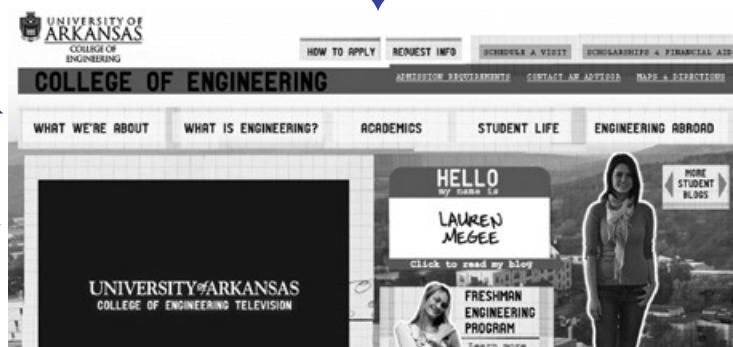 UNIVERSITY OF
ARKANSAS
COLLEGE OF
ENGINEERING
HOW TO APPLY
REQUEST INFO
SCHEDULE A VISIT
SCHOLARSHIPS & FINANCIAL AID
COLLEGE OF ENGINEERING
ADMISSION REQUIREMENTS
CONTACT AN ADVISOR
MAPS & DIRECTIONS
WHAT WE'RE ABOUT
WHAT IS ENGINEERING?
ACADEMICS
STUDENT LIFE
ENGINEERING ABROAD
HELLO
my name is
LAUREN
MEGEE
Click to read my blog
MORE
STUDENT
BLOGS
UNIVERSITY of ARKANSAS
COLLEGE OF ENGINEERING TELEVISION
FRESHMAN
ENGINEERING
PROGRAM
Learn more